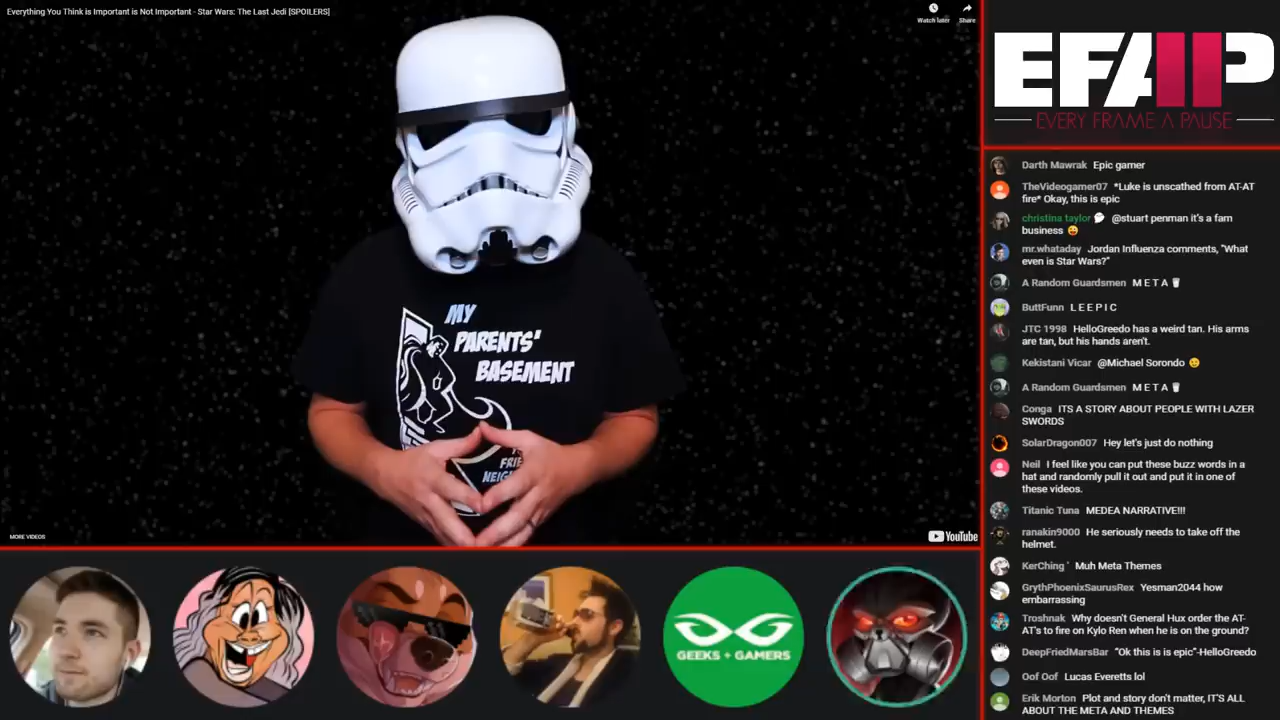 Everything You Think is Important is Not Important - Star Wars: The Last Jedi [SPOILERS]
Watch later
Share
MY
PARENTS'
BASEMENT
MORE VIDEOS
YouTube
GEEKS + GAMERS
EFAP
EVERY FRAME A PAUSE
Darth Mawrak Epic gamer
TheVideogamer07 *Luke is unscathed from AT-AT
fire* Okay, this is epic
christina taylor @stuart penman it's a fam
business
mr.whataday Jordan Influenza comments, "What
even is Star Wars?"
A Random Guardsmen M E T A
ButtFunn L E E P I C
JTC 1998 HelloGreedo has a weird tan. His arms
are tan, but his hands aren't.
Kekistani Vicar @Michael Sorondo
A Random Guardsmen M E T A
Conga ITS A STORY ABOUT PEOPLE WITH LAZER
SWORDS
SolarDragon007 Hey let's just do nothing
Neil I feel like you can put these buzz words in a
hat and randomly pull it out and put it in one of
these videos.
Titanic Tuna MEDEA NARRATIVE!!!
ranakin9000 He seriously needs to take off the
helmet.
KerChing ' Muh Meta Themes
GrythPhoenixSaurusRex Yesman2044 how
embarrassing
Troshnak Why doesn't General Hux order the AT-
AT's to fire on Kylo Ren when he is on the ground?
DeepFriedMarsBar "Ok this is is epic"-HelloGreedo
Oof Oof Lucas Everetts lol
Erik Morton Plot and story don't matter, IT'S ALL
ABOUT THE META AND THEMES